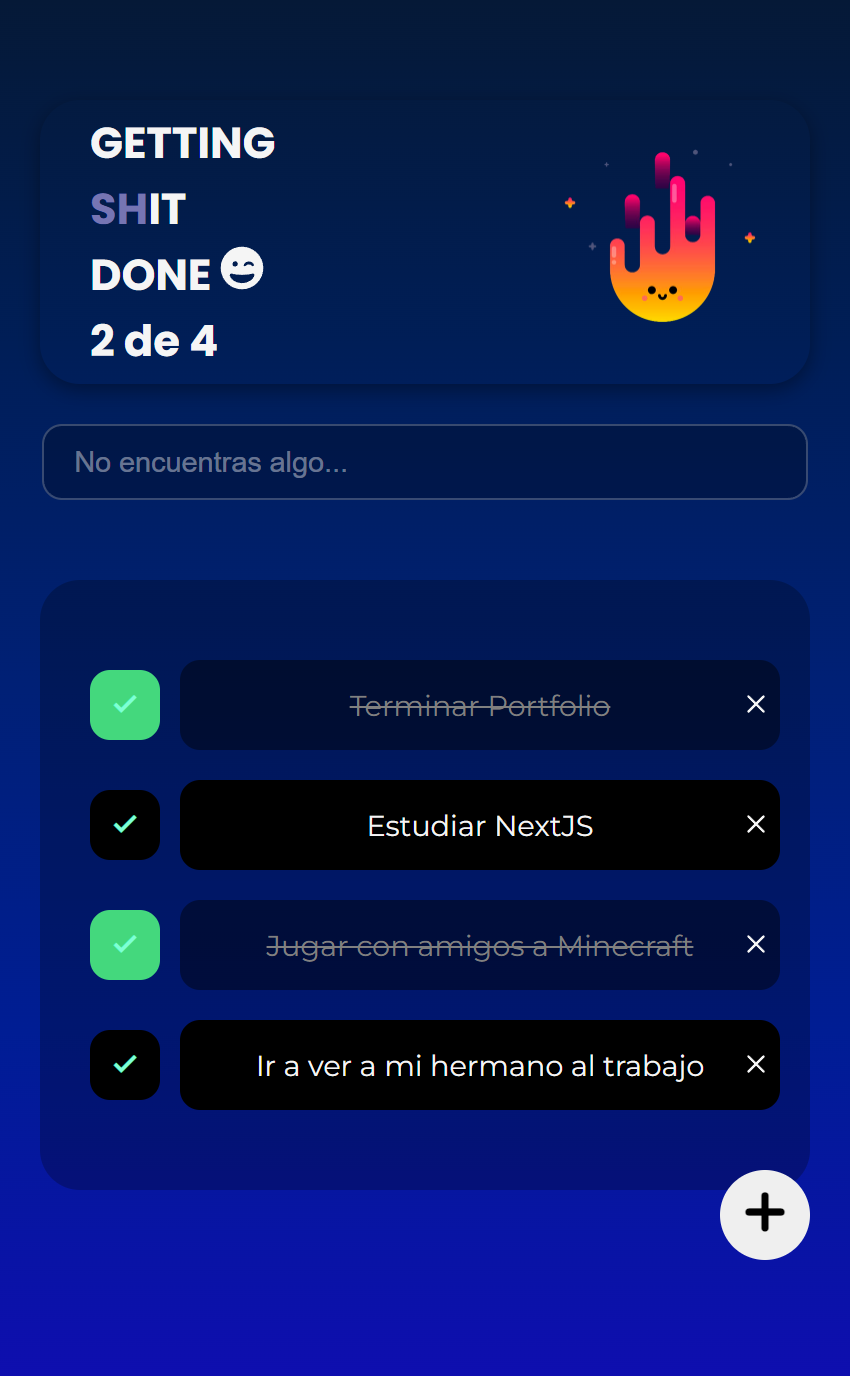 GETTING
SHIT
DONE
2 de 4
No encuentras algo...
Terminar Portfolio
Estudiar NextJS
Jugar con amigos a Minecraft
Ir a ver a mi hermano al trabajo